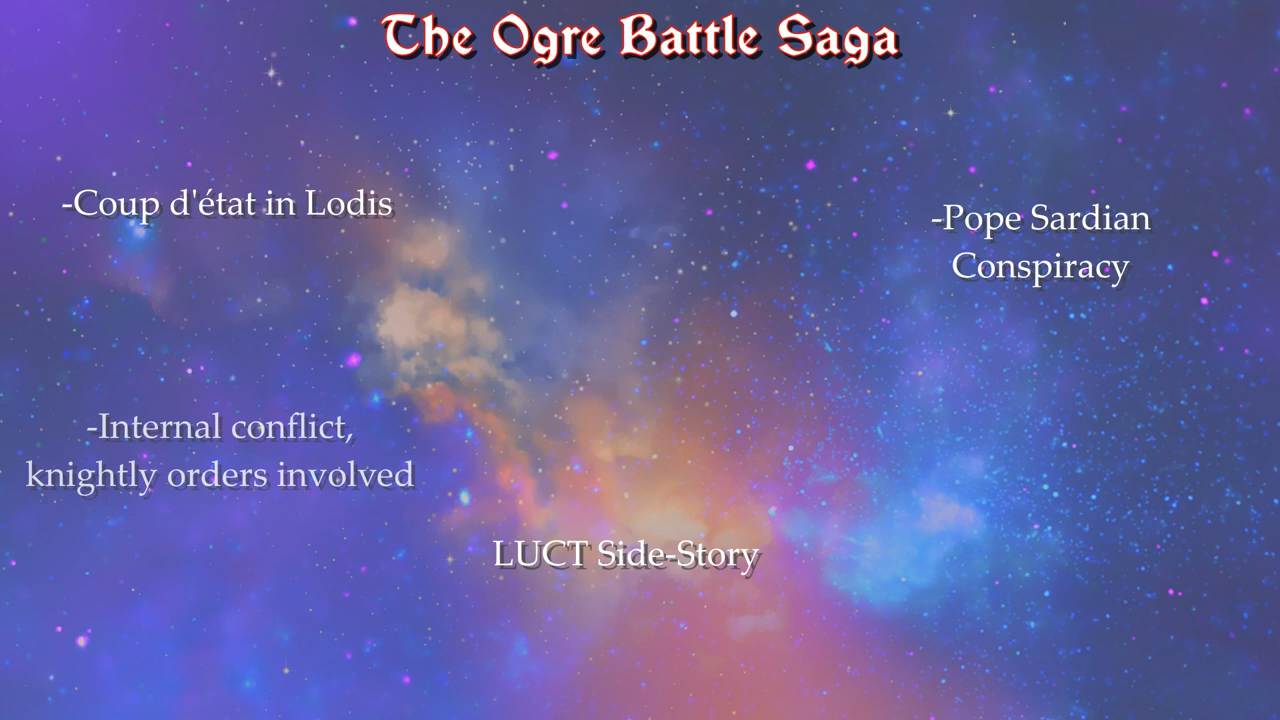 The Ogre Battle Saga
-Coup d'état in Lodis
-Pope Sardian
Conspiracy
-Internal conflict,
knightly orders involved
LUCT Side-Story